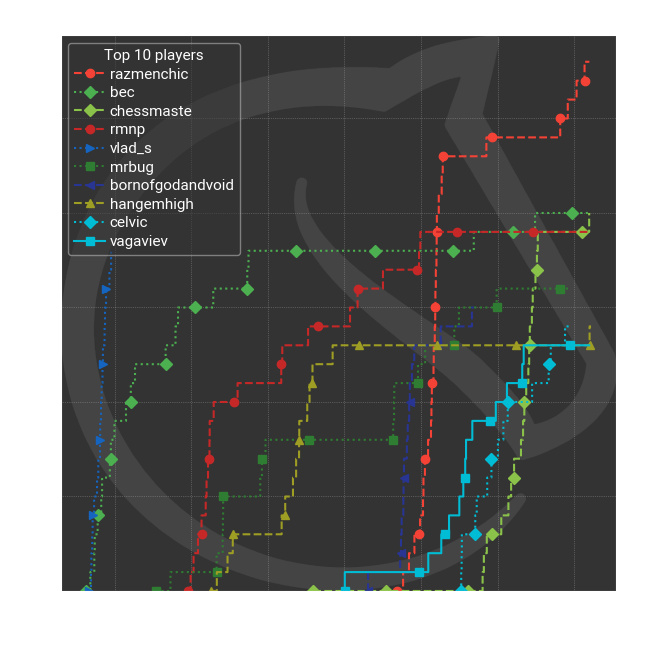 Top 10 players
razmenchic
bec
chessmaste
rmnp
vlad_s
mrbug
bornofgodandvoid
hangemhigh
celvic
vagaviev